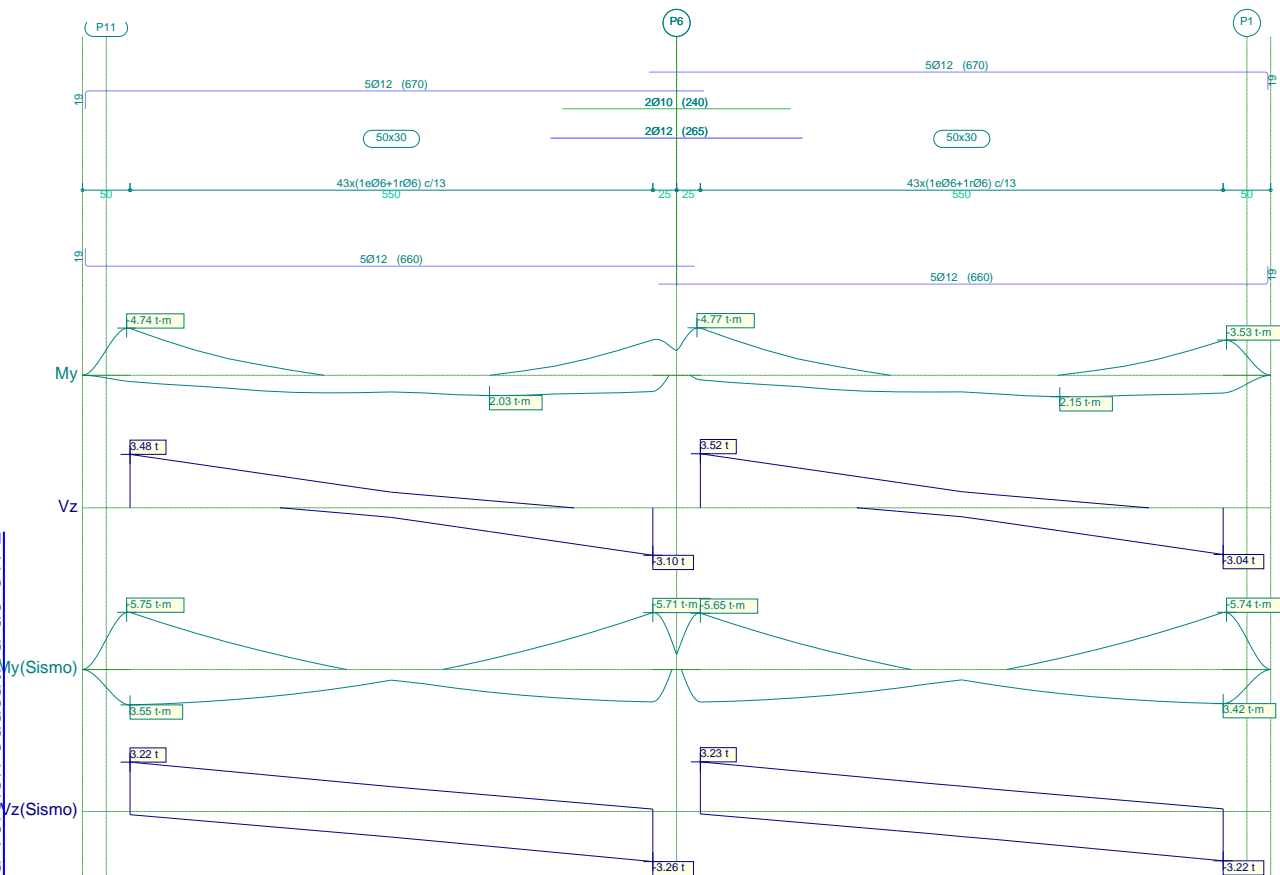 P11
P6
P1
5Ø12 (670)
5Ø12 (670)
19
19
2Ø10 (240)
2Ø12 (265)
50x30
50x30
43x(1eØ6+1rØ6) c/13
43x(1eØ6+1rØ6) c/13
50
550
25
25
550
50
19
5Ø12 (660)
5Ø12 (660)
19
-4.74 t·m
-4.77 t·m
-3.53 t·m
My
2.03 t·m
2.15 t·m
3.48 t
3.52 t
Vz
-3.10 t
-3.04 t
-5.75 t·m
-5.71 t·m
-5.65 t·m
-5.74 t·m
My(Sismo)
3.55 t·m
3.42 t·m
3.22 t
3.23 t
Vz(Sismo)
-3.26 t
-3.22 t